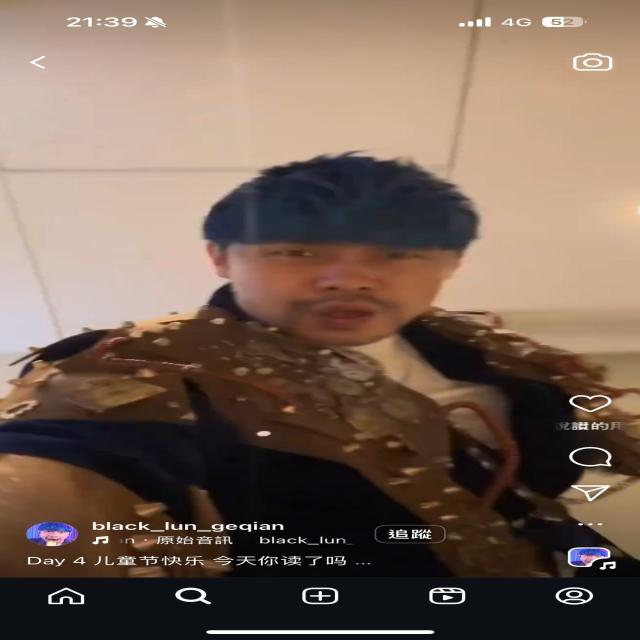 21:39
4G 52
說讚的用
black_lun_geqian
追蹤
· 原始音訊 black_lun_
Day 4 儿童节快乐 今天你读了吗 ...